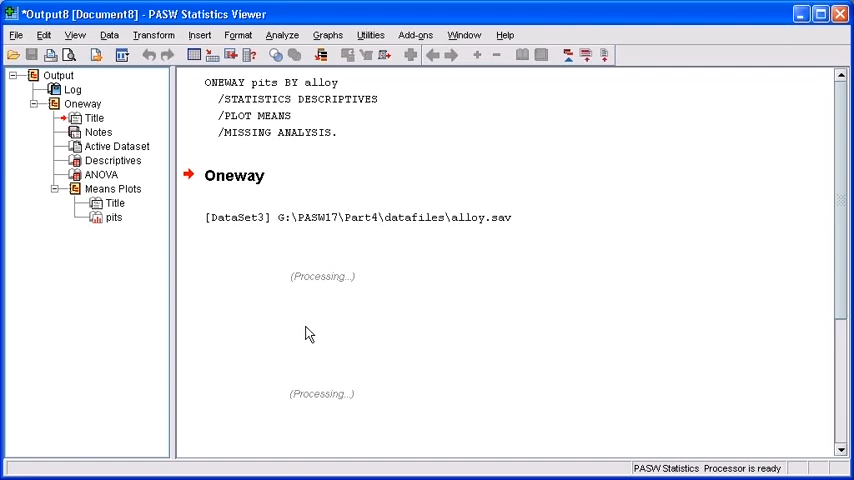 *Output8 [Document8] - PASW Statistics Viewer
File Edit View Data Transform Insert Format Analyze Graphs Utilities Add-ons Window Help
Output
Log
Oneway
Title
Notes
Active Dataset
Descriptives
ANOVA
Means Plots
Title
pits
ONEWAY pits BY alloy
/STATISTICS DESCRIPTIVES
/PLOT MEANS
/MISSING ANALYSIS.
Oneway
[DataSet3] G:\PASW17\Part4\datafiles\alloy.sav
(Processing...)
(Processing...)
PASW Statistics Processor is ready